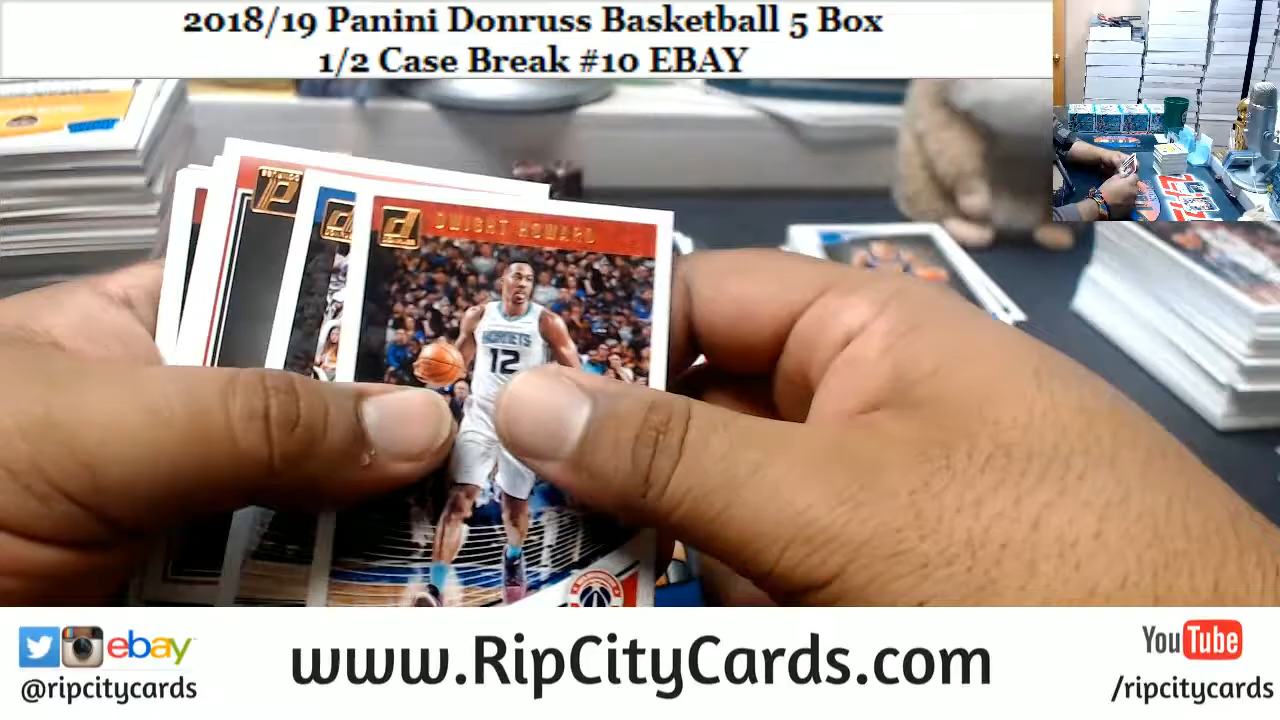 2018/19 Panini Donruss Basketball 5 Box
1/2 Case Break #10 EBAY
DWIGHT HOWARD
HORNETS
12
ebay
@ripcitycards
www.RipCityCards.com
YouTube
/ripcitycards